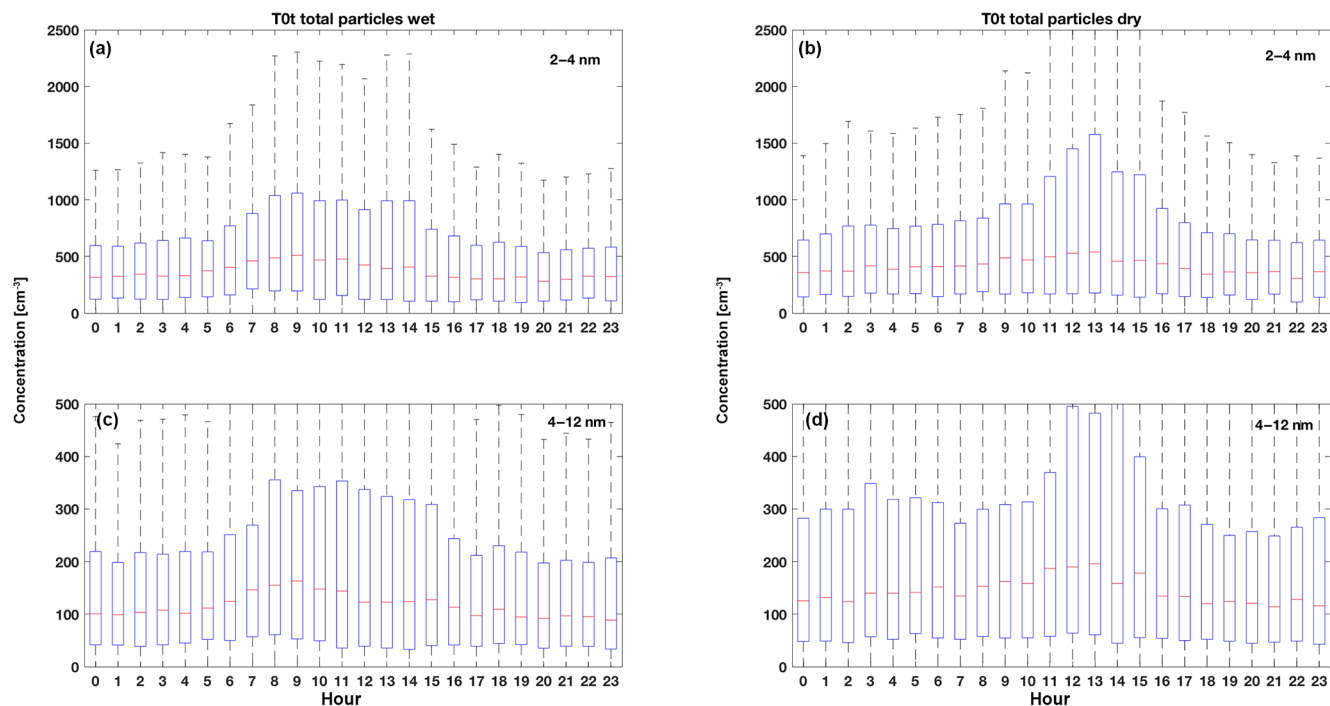 T0t total particles wet
(a)
2–4 nm
2500
2000
1500
1000
500
0
0 1 2 3 4 5 6 7 8 9 10 11 12 13 14 15 16 17 18 19 20 21 22 23
T0t total particles dry
(b)
2–4 nm
2500
2000
1500
1000
500
0
0 1 2 3 4 5 6 7 8 9 10 11 12 13 14 15 16 17 18 19 20 21 22 23
Concentration [cm-3]
Concentration [cm-3]
(c)
4–12 nm
500
400
300
200
100
0
0 1 2 3 4 5 6 7 8 9 10 11 12 13 14 15 16 17 18 19 20 21 22 23
Hour
(d)
4–12 nm
500
400
300
200
100
0
0 1 2 3 4 5 6 7 8 9 10 11 12 13 14 15 16 17 18 19 20 21 22 23
Hour